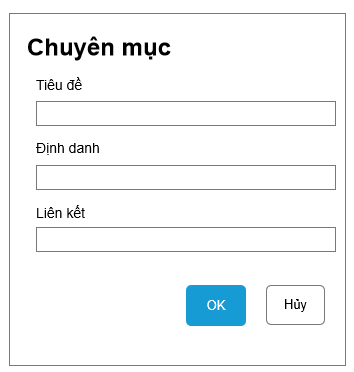 Chuyên mục
Tiêu đề
Định danh
Liên kết
OK
Hủy